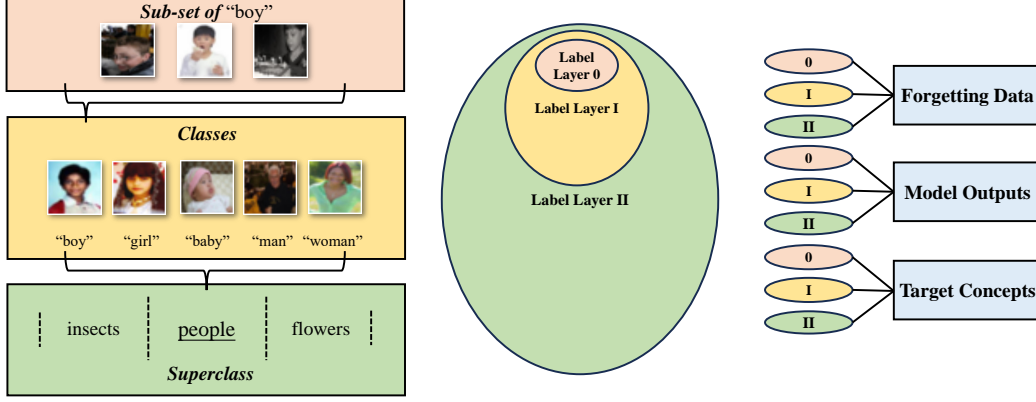 Sub-set of “boy”
Classes
“boy” “girl” “baby” “man” “woman”
insects people flowers
Superclass
Label
Layer 0
Label Layer I
Label Layer II
0
I
II
Forgetting Data
0
I
II
Model Outputs
0
I
II
Target Concepts